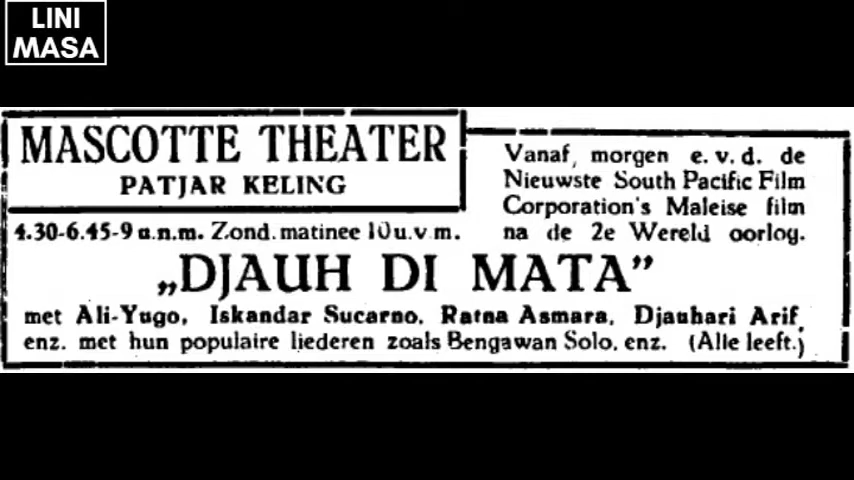 LINI
MASA
MASCOTTE THEATER
PATJAR KELING
Vanaf, morgen e. v. d. de
Nieuwste South Pacific Film
Corporation's Maleise film
na de 2e Wereld oorlog.
4.30-6.45-9 u.n.m. Zond. matinee 10 u.v.m.
„DJAUH DI MATA”
met Ali-Yugo, Iskandar Sucarno, Ratna Asmara, Djauhari Arif,
enz. met hun populaire liederen zoals Bengawan Solo, enz. (Alle leeft.)